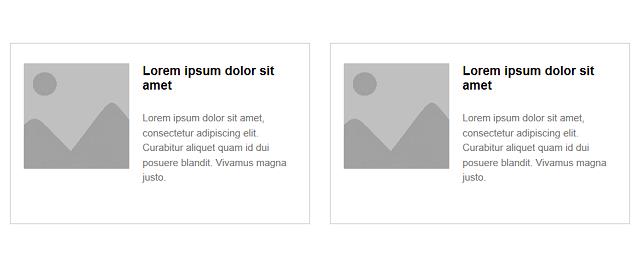 Lorem ipsum dolor sit
amet
Lorem ipsum dolor sit amet,
consectetur adipiscing elit.
Curabitur aliquet quam id dui
posuere blandit. Vivamus magna
justo.
Lorem ipsum dolor sit
amet
Lorem ipsum dolor sit amet,
consectetur adipiscing elit.
Curabitur aliquet quam id dui
posuere blandit. Vivamus magna
justo.